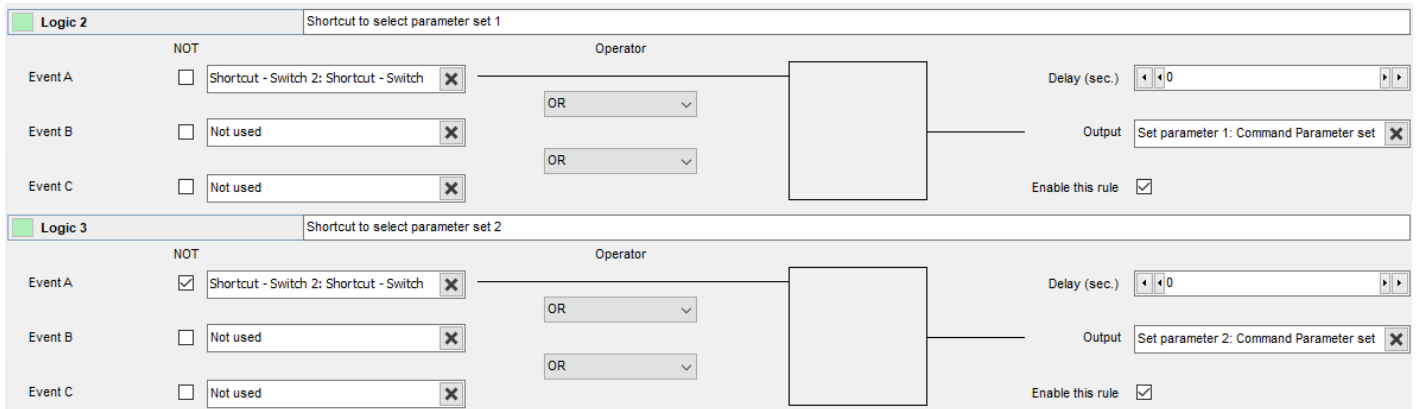 Logic 2 Shortcut to select parameter set 1
NOT Operator
Event A Shortcut - Switch 2: Shortcut - Switch Delay (sec.) 0
OR
Event B Not used Output Set parameter 1: Command Parameter set
OR
Event C Not used Enable this rule
Logic 3 Shortcut to select parameter set 2
NOT Operator
Event A Shortcut - Switch 2: Shortcut - Switch Delay (sec.) 0
OR
Event B Not used Output Set parameter 2: Command Parameter set
OR
Event C Not used Enable this rule